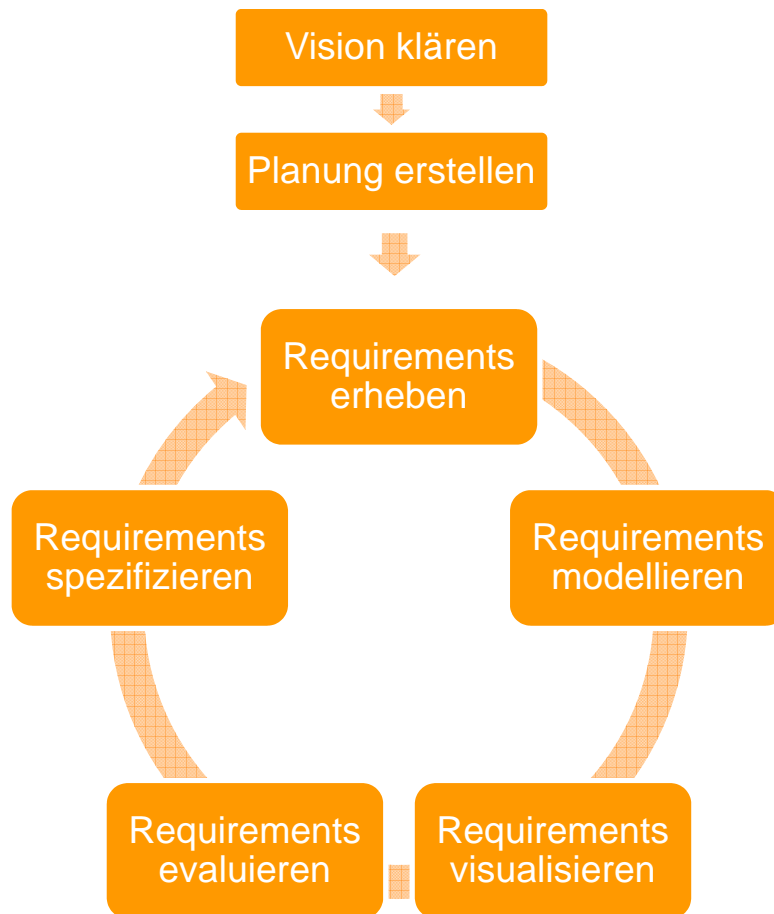 Vision klären
Planung erstellen
Requirements
erheben
Requirements
modellieren
Requirements
visualisieren
Requirements
evaluieren
Requirements
spezifizieren